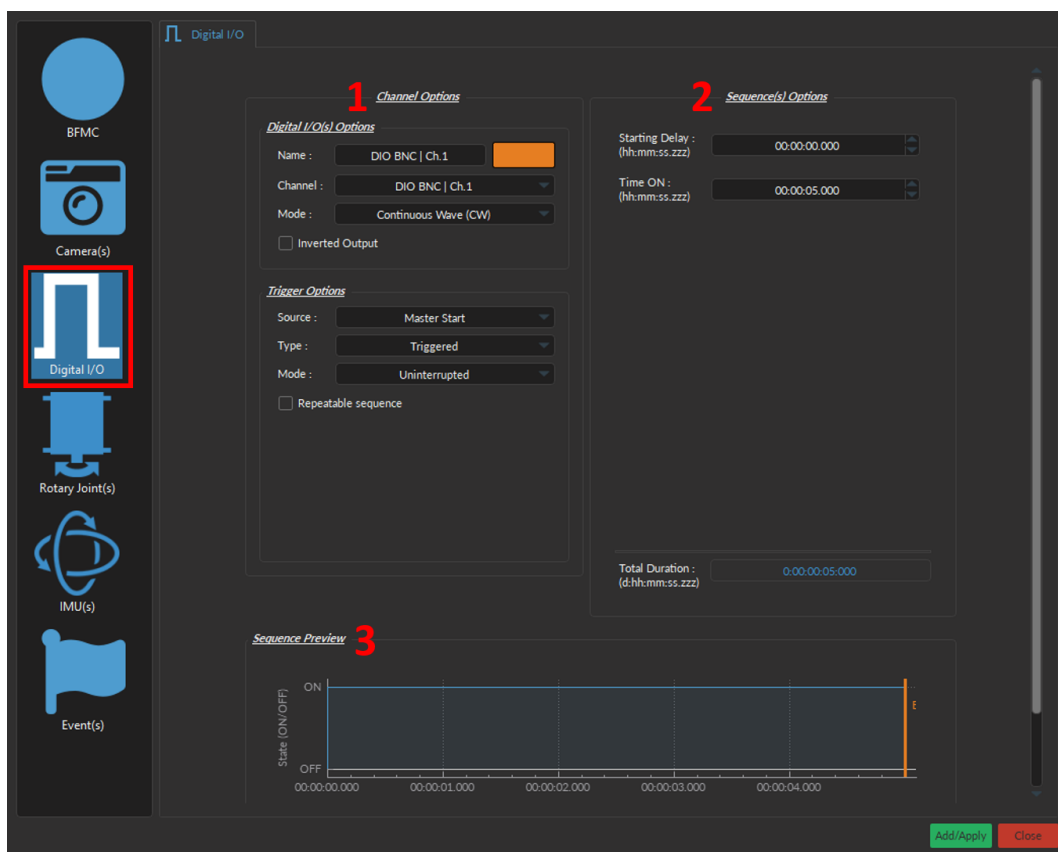 Digital I/O
BFMC
Camera(s)
Digital I/O
Rotary Joint(s)
IMU(s)
Event(s)
1 Channel Options
Digital I/O(s) Options
Name : DIO BNC | Ch.1
Channel : DIO BNC | Ch.1
Mode : Continuous Wave (CW)
Inverted Output
Trigger Options
Source : Master Start
Type : Triggered
Mode : Uninterrupted
Repeatable sequence
2 Sequence(s) Options
Starting Delay : 00:00:00.000
(hh:mm:ss.zzz)
Time ON : 00:00:05.000
(hh:mm:ss.zzz)
Total Duration : 0:00:00:05:000
(d:hh:mm:ss.zzz)
Sequence Preview 3
State (ON/OFF)
ON
E
OFF
00:00:00.000 00:00:01.000 00:00:02.000 00:00:03.000 00:00:04.000
Add/Apply Close